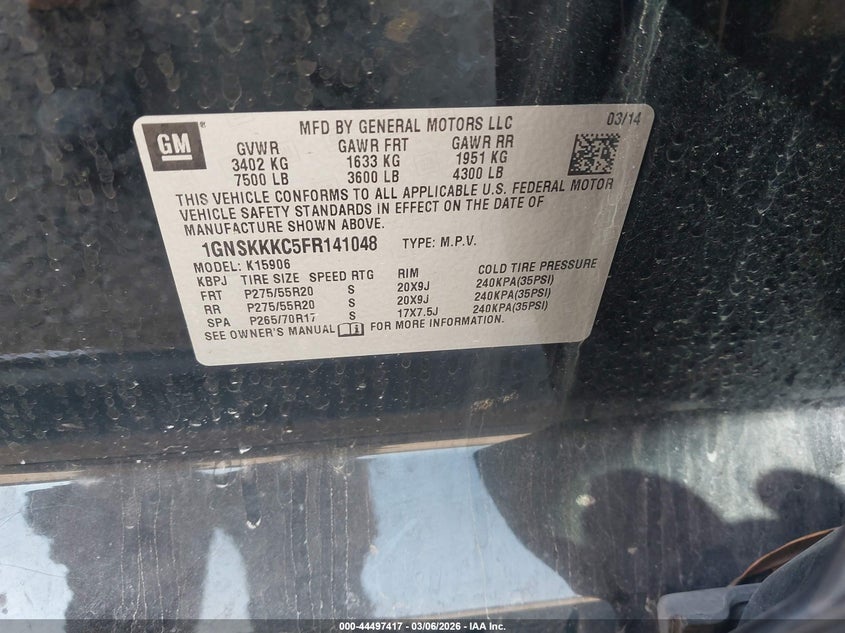 GM®
MFD BY GENERAL MOTORS LLC 03/14
GVWR GAWR FRT GAWR RR
3402 KG 1633 KG 1951 KG
7500 LB 3600 LB 4300 LB
THIS VEHICLE CONFORMS TO ALL APPLICABLE U.S. FEDERAL MOTOR
VEHICLE SAFETY STANDARDS IN EFFECT ON THE DATE OF
MANUFACTURE SHOWN ABOVE.
1GNSKKKC5FR141048 TYPE: M.P.V.
MODEL: K15906
KBPJ TIRE SIZE SPEED RTG RIM COLD TIRE PRESSURE
FRT P275/55R20 S 20X9J 240KPA(35PSI)
RR P275/55R20 S 20X9J 240KPA(35PSI)
SPA P265/70R17 S 17X7.5J 240KPA(35PSI)
SEE OWNER'S MANUAL FOR MORE INFORMATION.
000-44497417 - 03/06/2026 - IAA Inc.